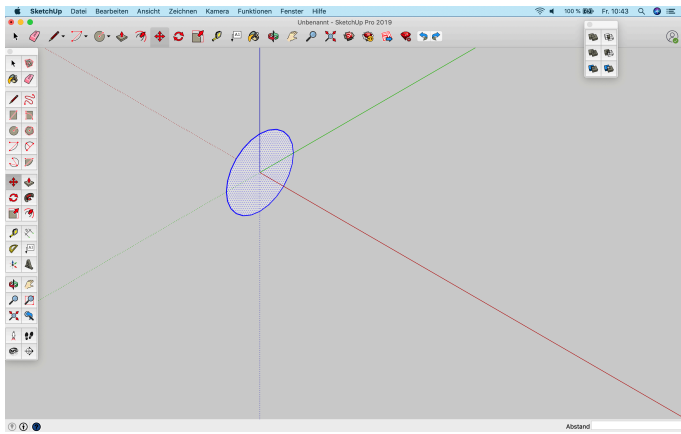 SketchUp Datei Bearbeiten Ansicht Zeichnen Kamera Funktionen Fenster Hilfe 100 % Fr. 10:43
Unbenannt - SketchUp Pro 2019
Abstand